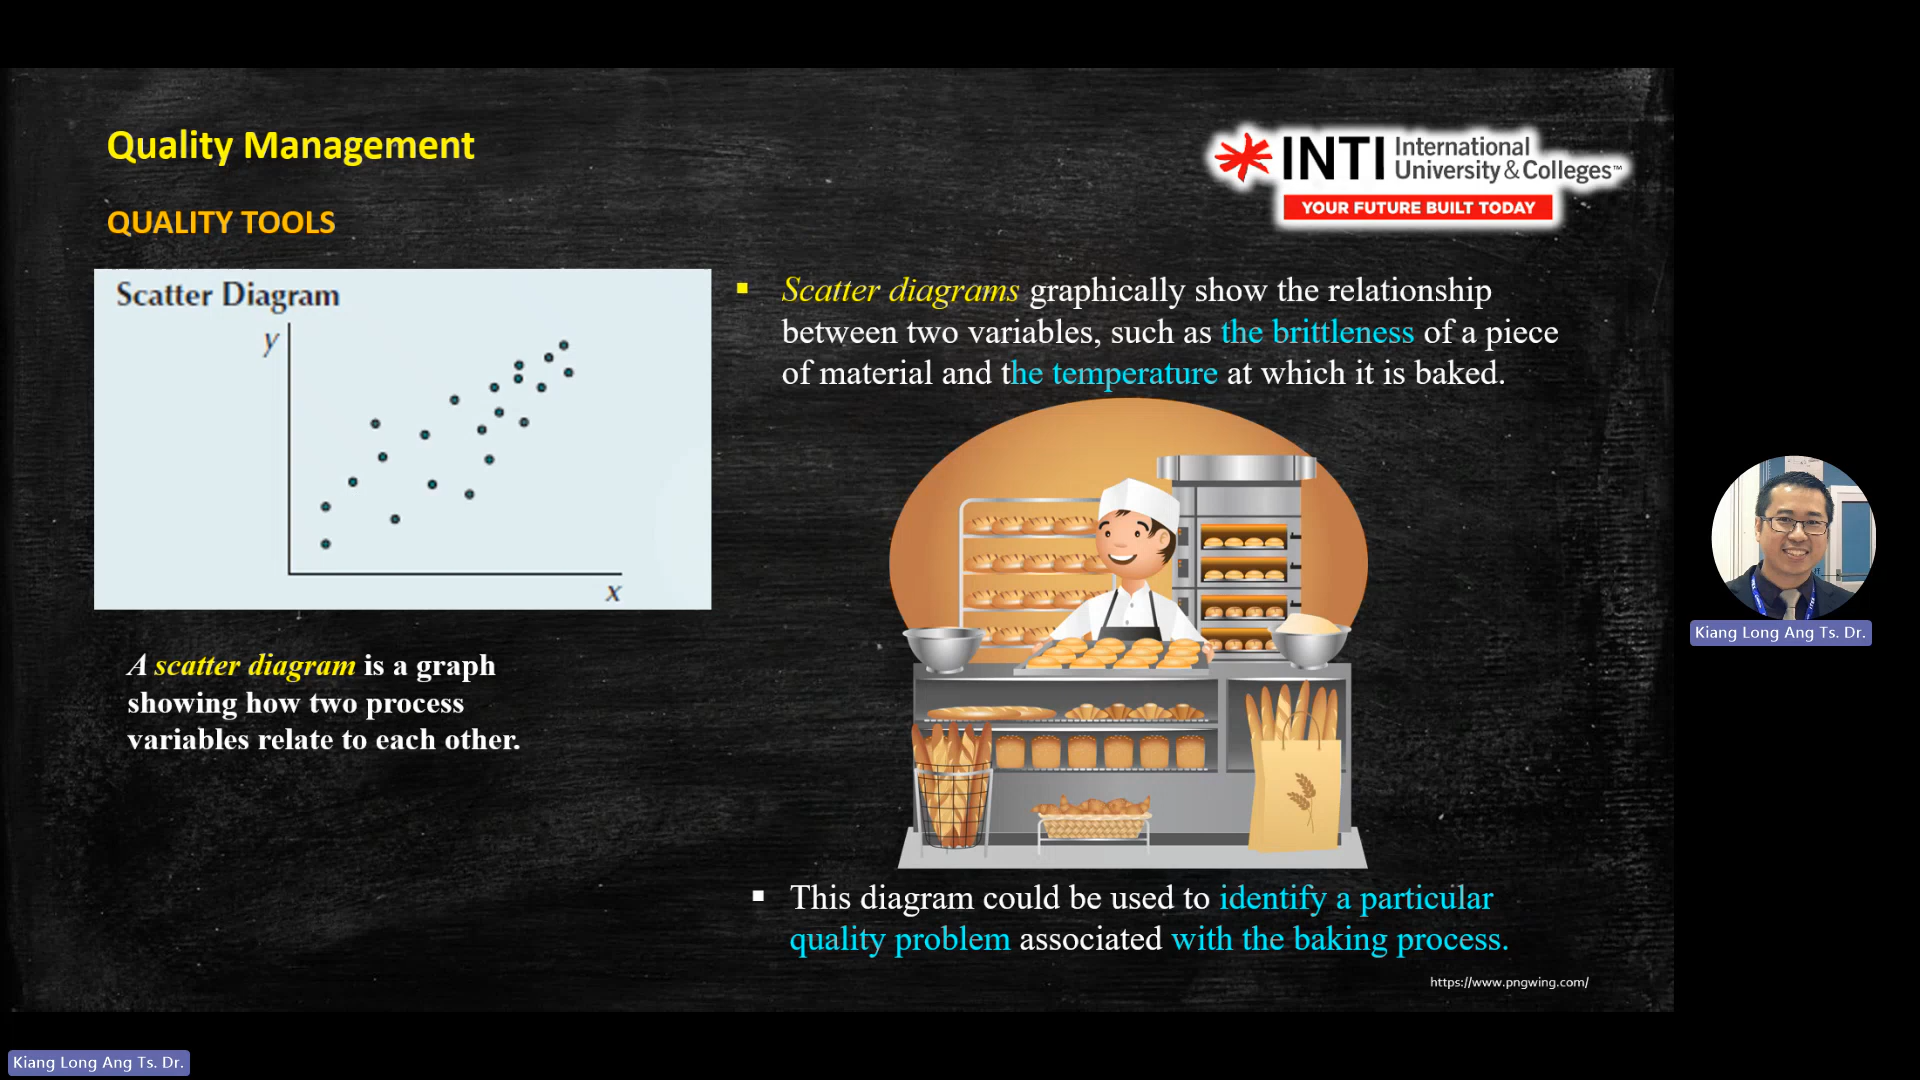 Quality Management
QUALITY TOOLS
INTI International
University & Colleges™
YOUR FUTURE BUILT TODAY
Scatter Diagram
y
x
A scatter diagram is a graph
showing how two process
variables relate to each other.
▪ Scatter diagrams graphically show the relationship
between two variables, such as the brittleness of a piece
of material and the temperature at which it is baked.
▪ This diagram could be used to identify a particular
quality problem associated with the baking process.
https://www.pngwing.com/
Kiang Long Ang Ts. Dr.
Kiang Long Ang Ts. Dr.